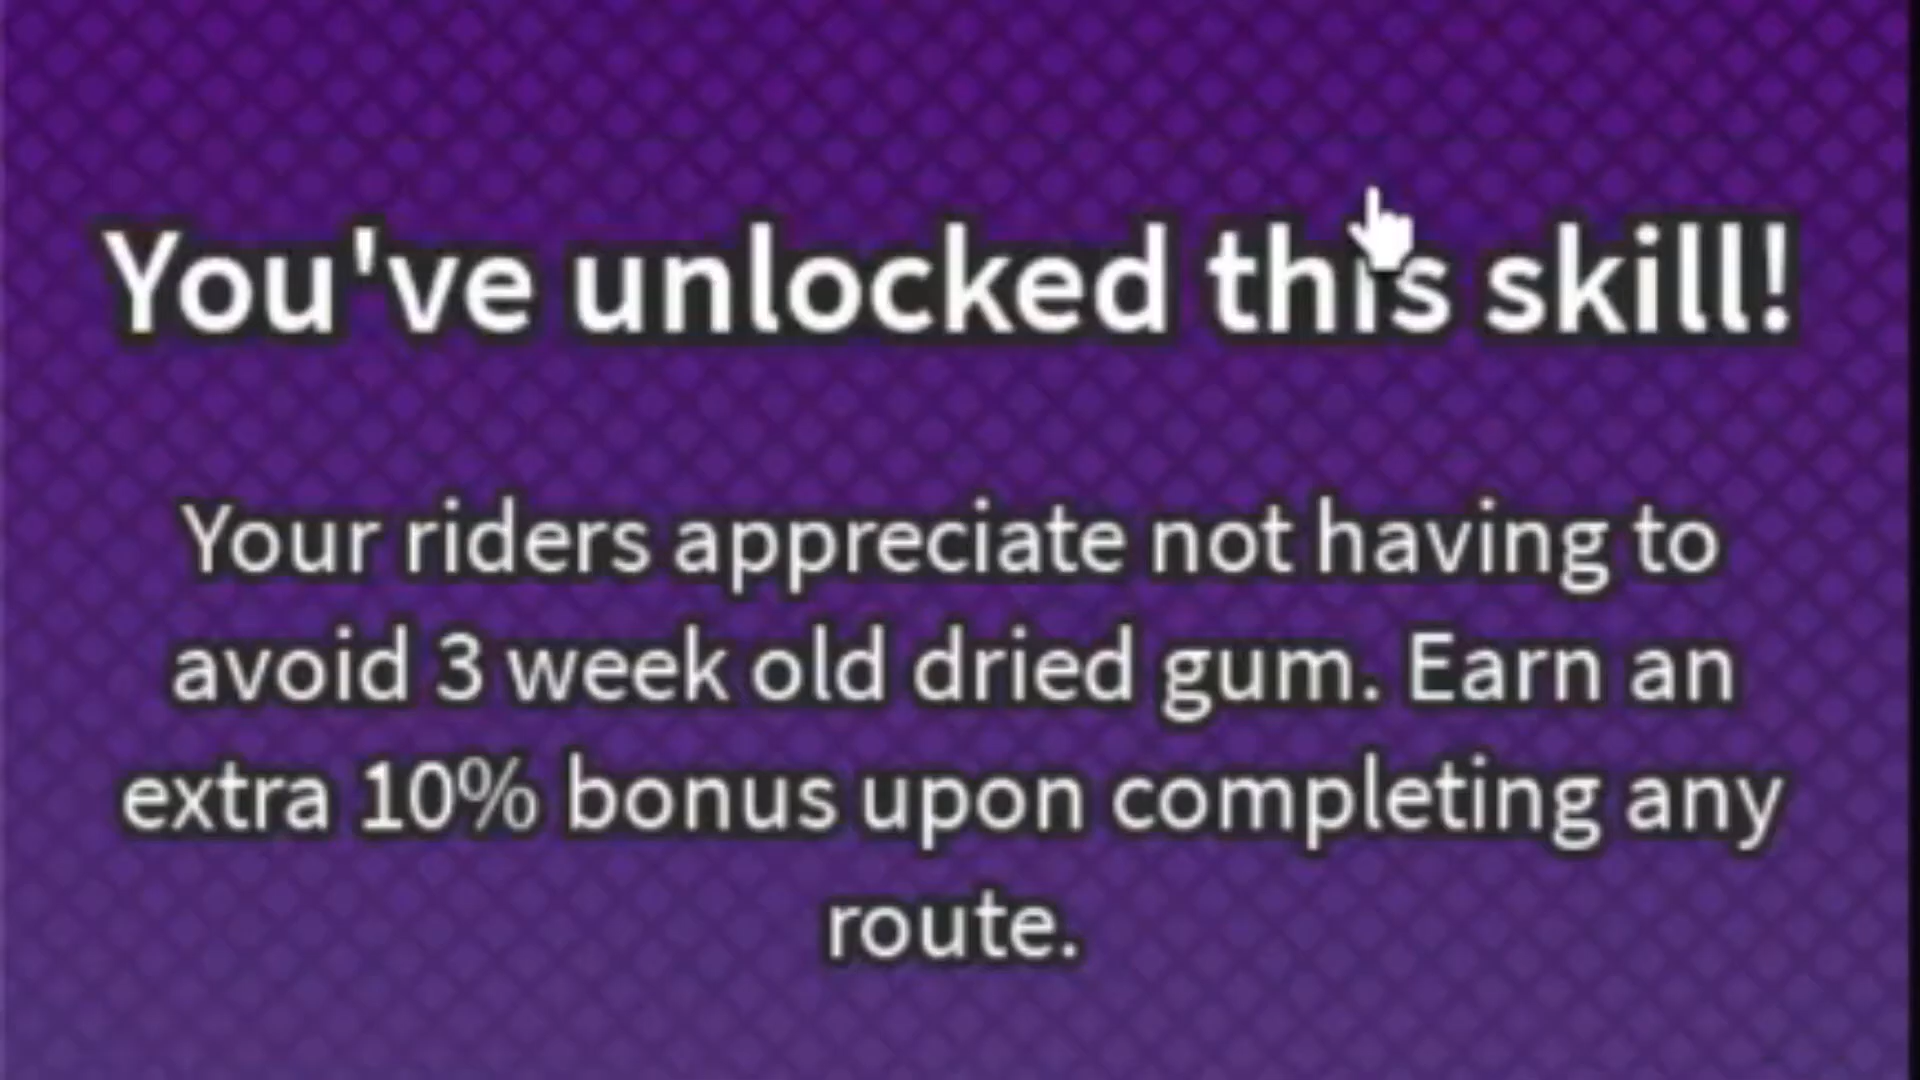 You've unlocked this skill!
Your riders appreciate not having to
avoid 3 week old dried gum. Earn an
extra 10% bonus upon completing any
route.